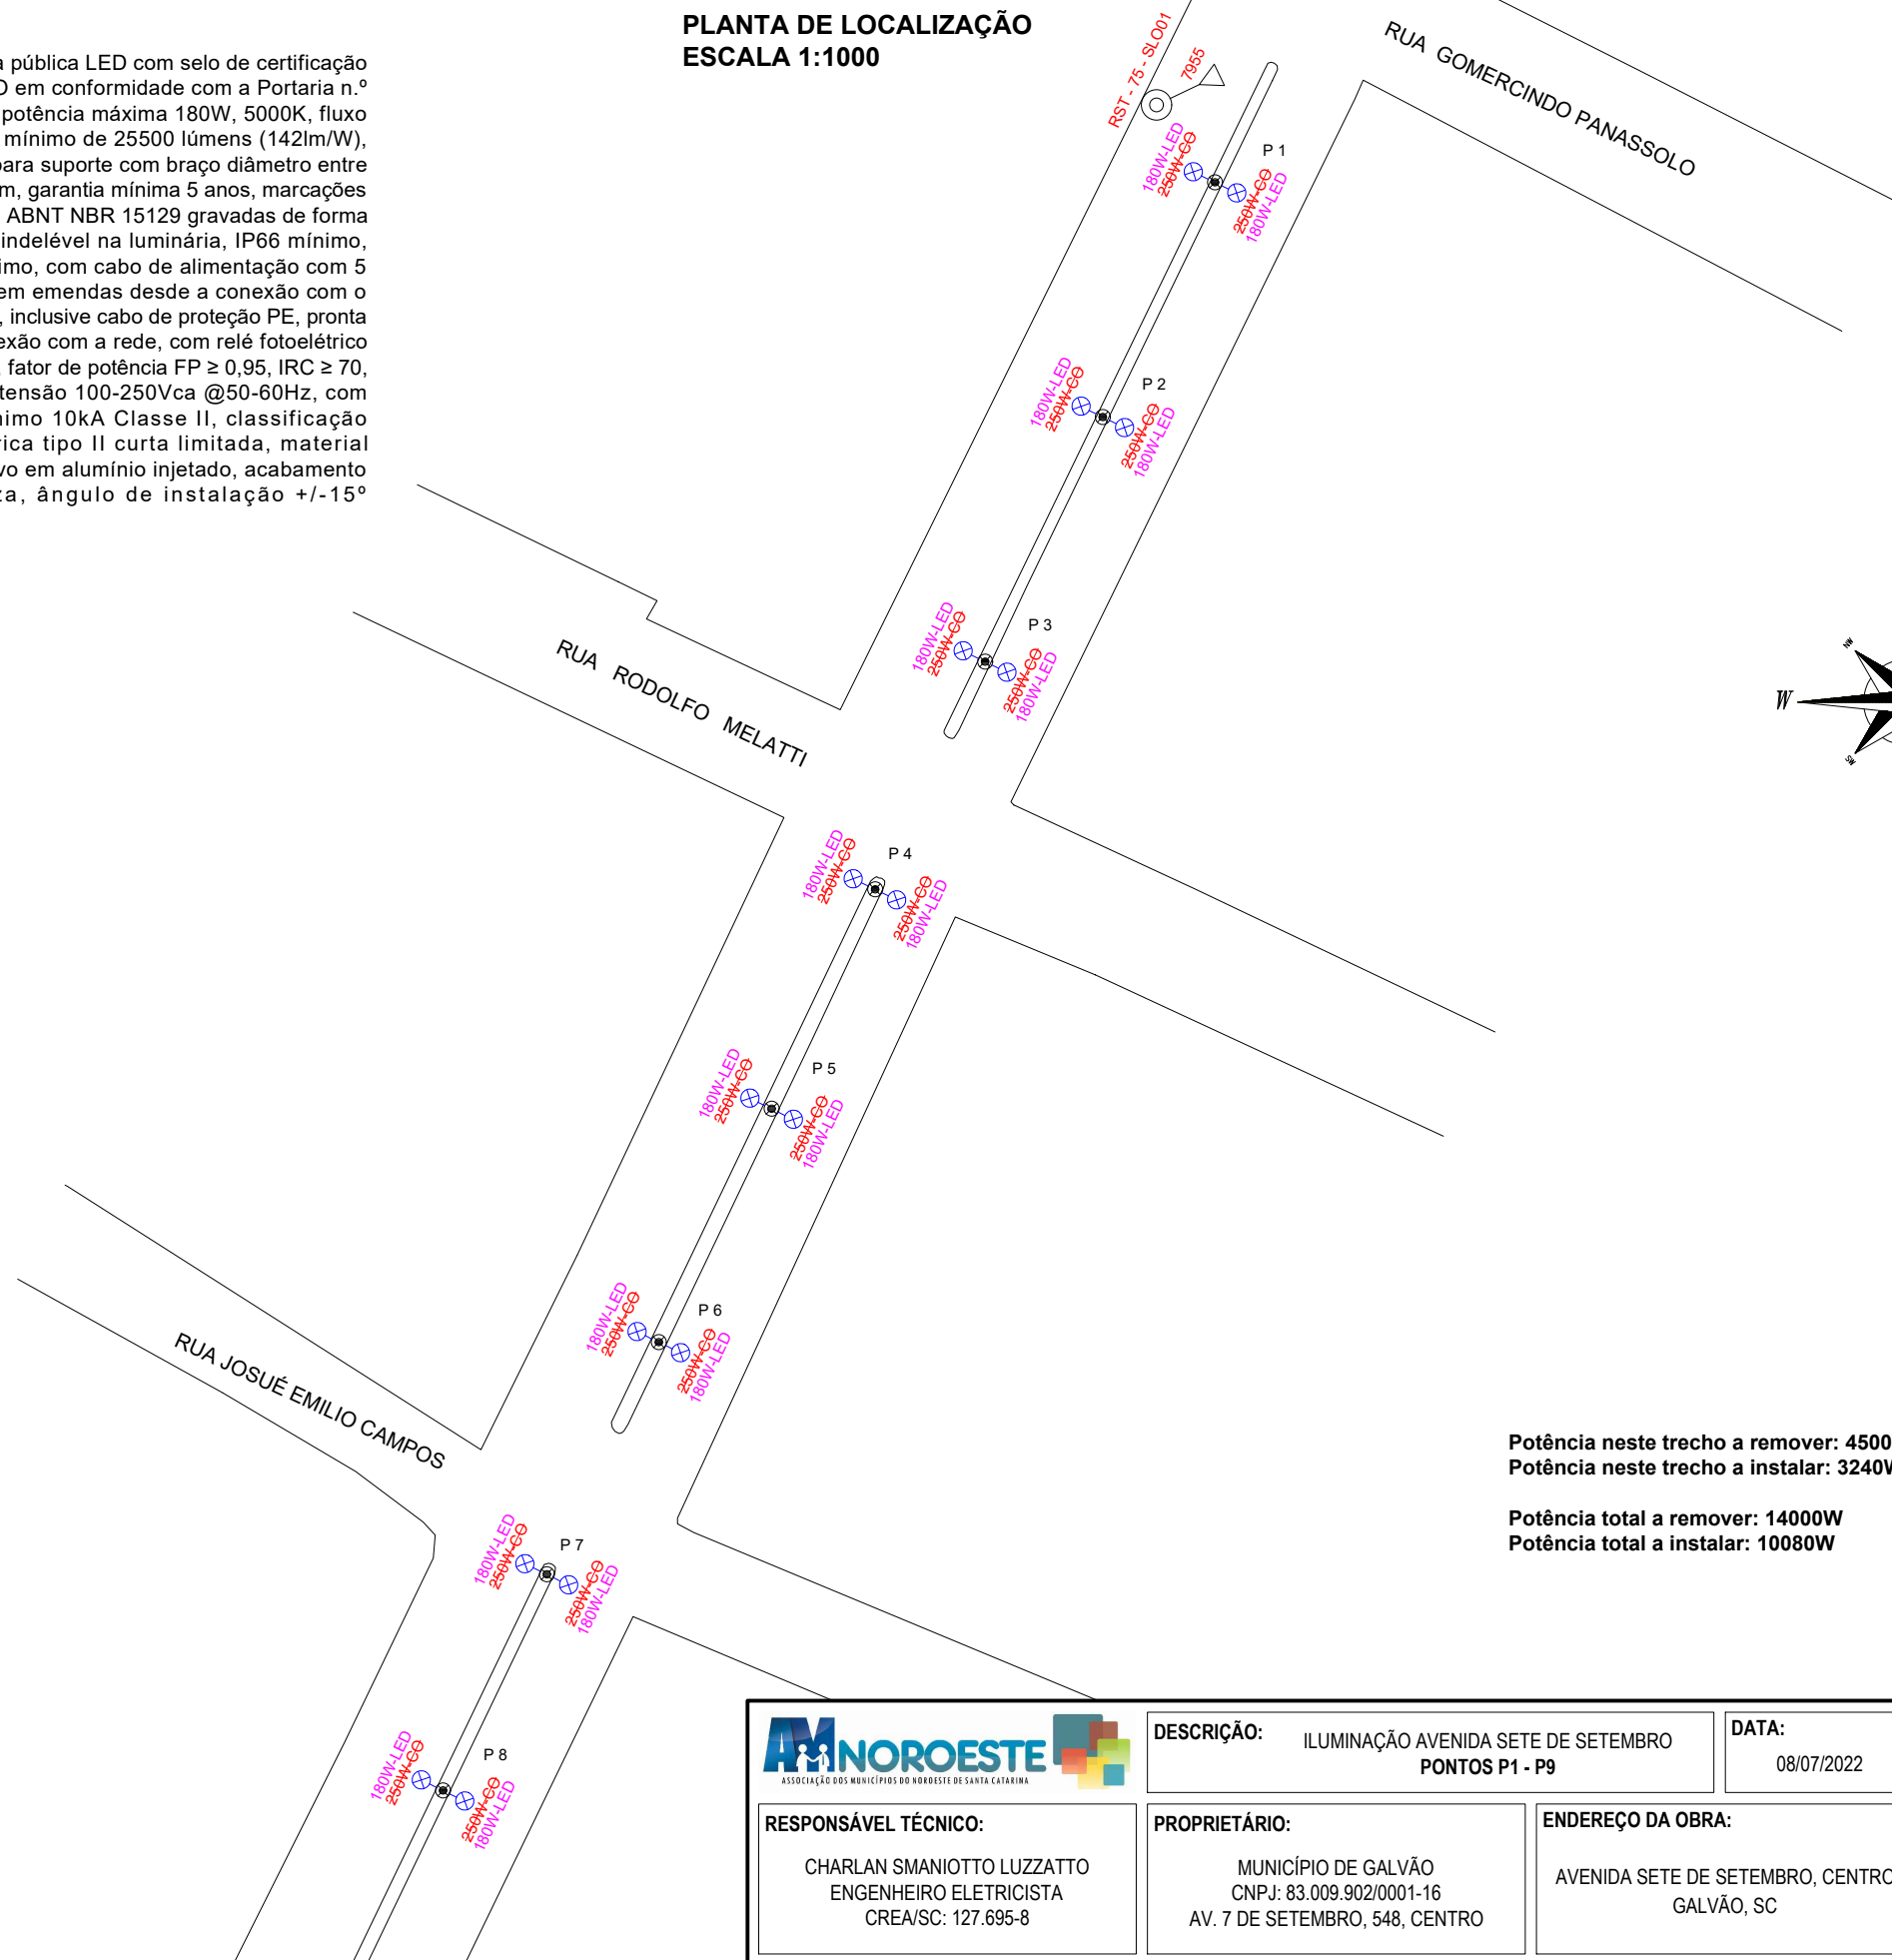 PLANTA DE LOCALIZAÇÃO
ESCALA 1:1000
a pública LED com selo de certificação
O em conformidade com a Portaria n.º
potência máxima 180W, 5000K, fluxo
mínimo de 25500 lúmens (142lm/W),
para suporte com braço diâmetro entre
m, garantia mínima 5 anos, marcações
ABNT NBR 15129 gravadas de forma
indelével na luminária, IP66 mínimo,
imo, com cabo de alimentação com 5
em emendas desde a conexão com o
, inclusive cabo de proteção PE, pronta
exão com a rede, com relé fotoelétrico
, fator de potência FP ≥ 0,95, IRC ≥ 70,
tensão 100-250Vca @50-60Hz, com
nimo 10kA Classe II, classificação
rica tipo II curta limitada, material
vo em alumínio injetado, acabamento
za, ângulo de instalação +/-15º
RST - 75 - SLO01
7955
RUA GOMERCINDO PANASSOLO
180W-LED
250W-CO
P 1
250W-CO
180W-LED
180W-LED
250W-CO
P 2
250W-CO
180W-LED
180W-LED
250W-CO
P 3
250W-CO
180W-LED
RUA RODOLFO MELATTI
NW
W
SW
180W-LED
250W-CO
P 4
250W-CO
180W-LED
180W-LED
250W-CO
P 5
250W-CO
180W-LED
180W-LED
250W-CO
P 6
250W-CO
180W-LED
RUA JOSUÉ EMILIO CAMPOS
Potência neste trecho a remover: 4500
Potência neste trecho a instalar: 3240W
Potência total a remover: 14000W
Potência total a instalar: 10080W
180W-LED
250W-CO
P 7
250W-CO
180W-LED
180W-LED
250W-CO
P 8
250W-CO
180W-LED
AMNOROESTE
ASSOCIAÇÃO DOS MUNICÍPIOS DO NOROESTE DE SANTA CATARINA
DESCRIÇÃO:
ILUMINAÇÃO AVENIDA SETE DE SETEMBRO
PONTOS P1 - P9
DATA:
08/07/2022
RESPONSÁVEL TÉCNICO:
CHARLAN SMANIOTTO LUZZATTO
ENGENHEIRO ELETRICISTA
CREA/SC: 127.695-8
PROPRIETÁRIO:
MUNICÍPIO DE GALVÃO
CNPJ: 83.009.902/0001-16
AV. 7 DE SETEMBRO, 548, CENTRO
ENDEREÇO DA OBRA:
AVENIDA SETE DE SETEMBRO, CENTRO
GALVÃO, SC